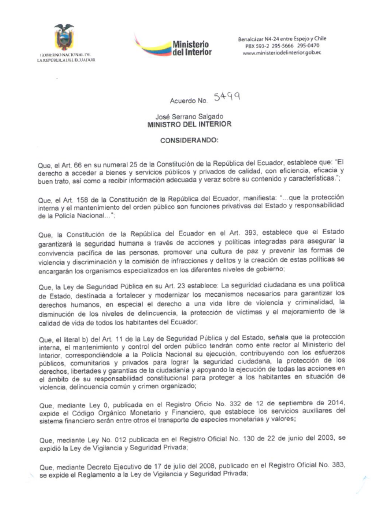 GOBIERNO NACIONAL DE
LA REPÚBLICA DEL ECUADOR
Ministerio
del Interior
Benalcázar N4-24 entre Espejo y Chile
PBX 593-2 295-5666 295-0470
www.ministeriodelinterior.gob.ec
Acuerdo No. 5499
José Serrano Salgado
MINISTRO DEL INTERIOR
CONSIDERANDO:
Que, el Art. 66 en su numeral 25 de la Constitución de la República del Ecuador, establece que: "El
derecho a acceder a bienes y servicios públicos y privados de calidad, con eficiencia, eficacia y
buen trato, así como a recibir información adecuada y veraz sobre su contenido y características.";
Que, el Art. 158 de la Constitución de la República del Ecuador, manifiesta: "...que la protección
interna y el mantenimiento del orden público son funciones privativas del Estado y responsabilidad
de la Policía Nacional...";
Que, la Constitución de la República del Ecuador en el Art. 393, establece que el Estado
garantizará la seguridad humana a través de acciones y políticas integradas para asegurar la
convivencia pacífica de las personas, promover una cultura de paz y prevenir las formas de
violencia y discriminación y la comisión de infracciones y delitos y la creación de estas políticas se
encargarán los organismos especializados en los diferentes niveles de gobierno;
Que, la Ley de Seguridad Pública en su Art. 23 establece: La seguridad ciudadana es una política
de Estado, destinada a fortalecer y modernizar los mecanismos necesarios para garantizar los
derechos humanos, en especial el derecho a una vida libre de violencia y criminalidad, la
disminución de los niveles de delincuencia, la protección de víctimas y el mejoramiento de la
calidad de vida de todos los habitantes del Ecuador;
Que, el literal b) del Art. 11 de la Ley de Seguridad Pública y del Estado, señala que la protección
interna, el mantenimiento y control del orden público tendrán como ente rector al Ministerio del
Interior, correspondiéndole a la Policía Nacional su ejecución, contribuyendo con los esfuerzos
públicos, comunitarios y privados para lograr la seguridad ciudadana, la protección de los
derechos, libertades y garantías de la ciudadanía y apoyando la ejecución de todas las acciones en
el ámbito de su responsabilidad constitucional para proteger a los habitantes en situación de
violencia, delincuencia común y crimen organizado;
Que, mediante Ley 0, publicada en el Registro Oficio No. 332 de 12 de septiembre de 2014,
expide el Código Orgánico Monetario y Financiero, que establece los servicios auxiliares del
sistema financiero serán entre otros el transporte de especies monetarias y valores;
Que, mediante Ley No. 012 publicada en el Registro Oficial No. 130 de 22 de junio del 2003, se
expidió la Ley de Vigilancia y Seguridad Privada;
Que, mediante Decreto Ejecutivo de 17 de julio del 2008, publicado en el Registro Oficial No. 383,
se expide el Reglamento a la Ley de Vigilancia y Seguridad Privada;